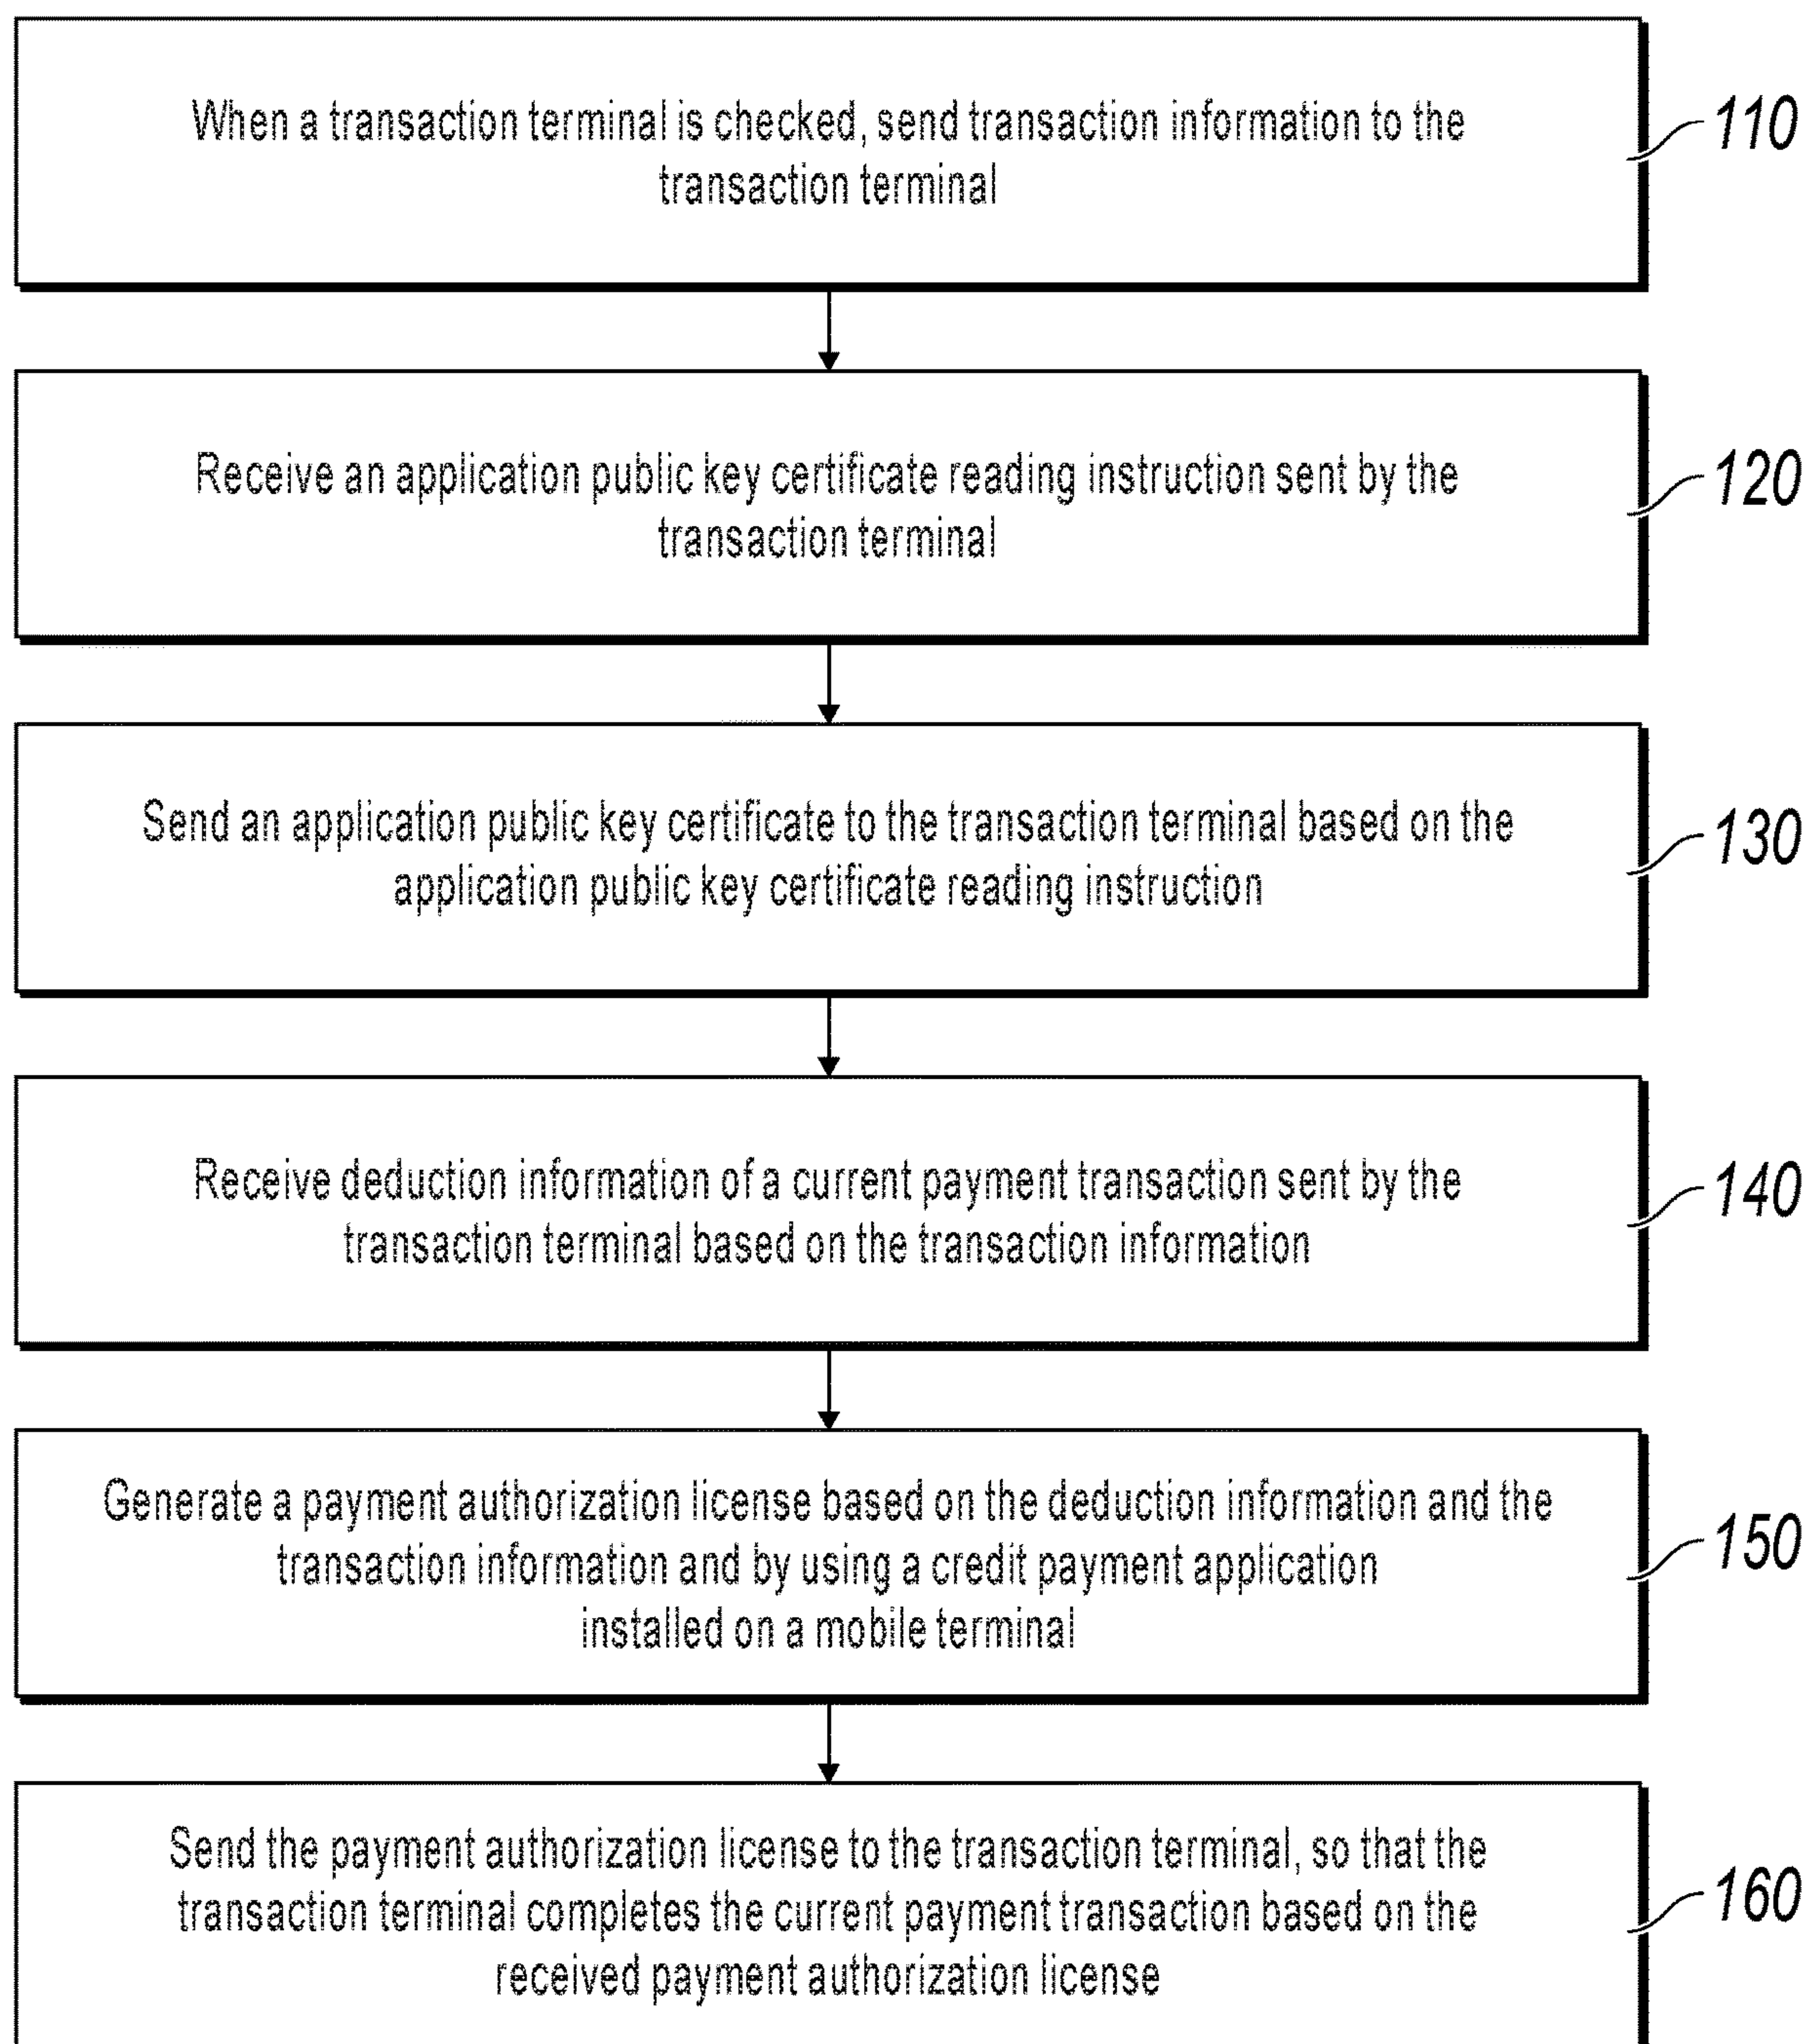 When a transaction terminal is checked, send transaction information to the
transaction terminal
110
Receive an application public key certificate reading instruction sent by the
transaction terminal
120
Send an application public key certificate to the transaction terminal based on the
application public key certificate reading instruction
130
Receive deduction information of a current payment transaction sent by the
transaction terminal based on the transaction information
140
Generate a payment authorization license based on the deduction information and the
transaction information and by using a credit payment application
installed on a mobile terminal
150
Send the payment authorization license to the transaction terminal, so that the
transaction terminal completes the current payment transaction based on the
received payment authorization license
160